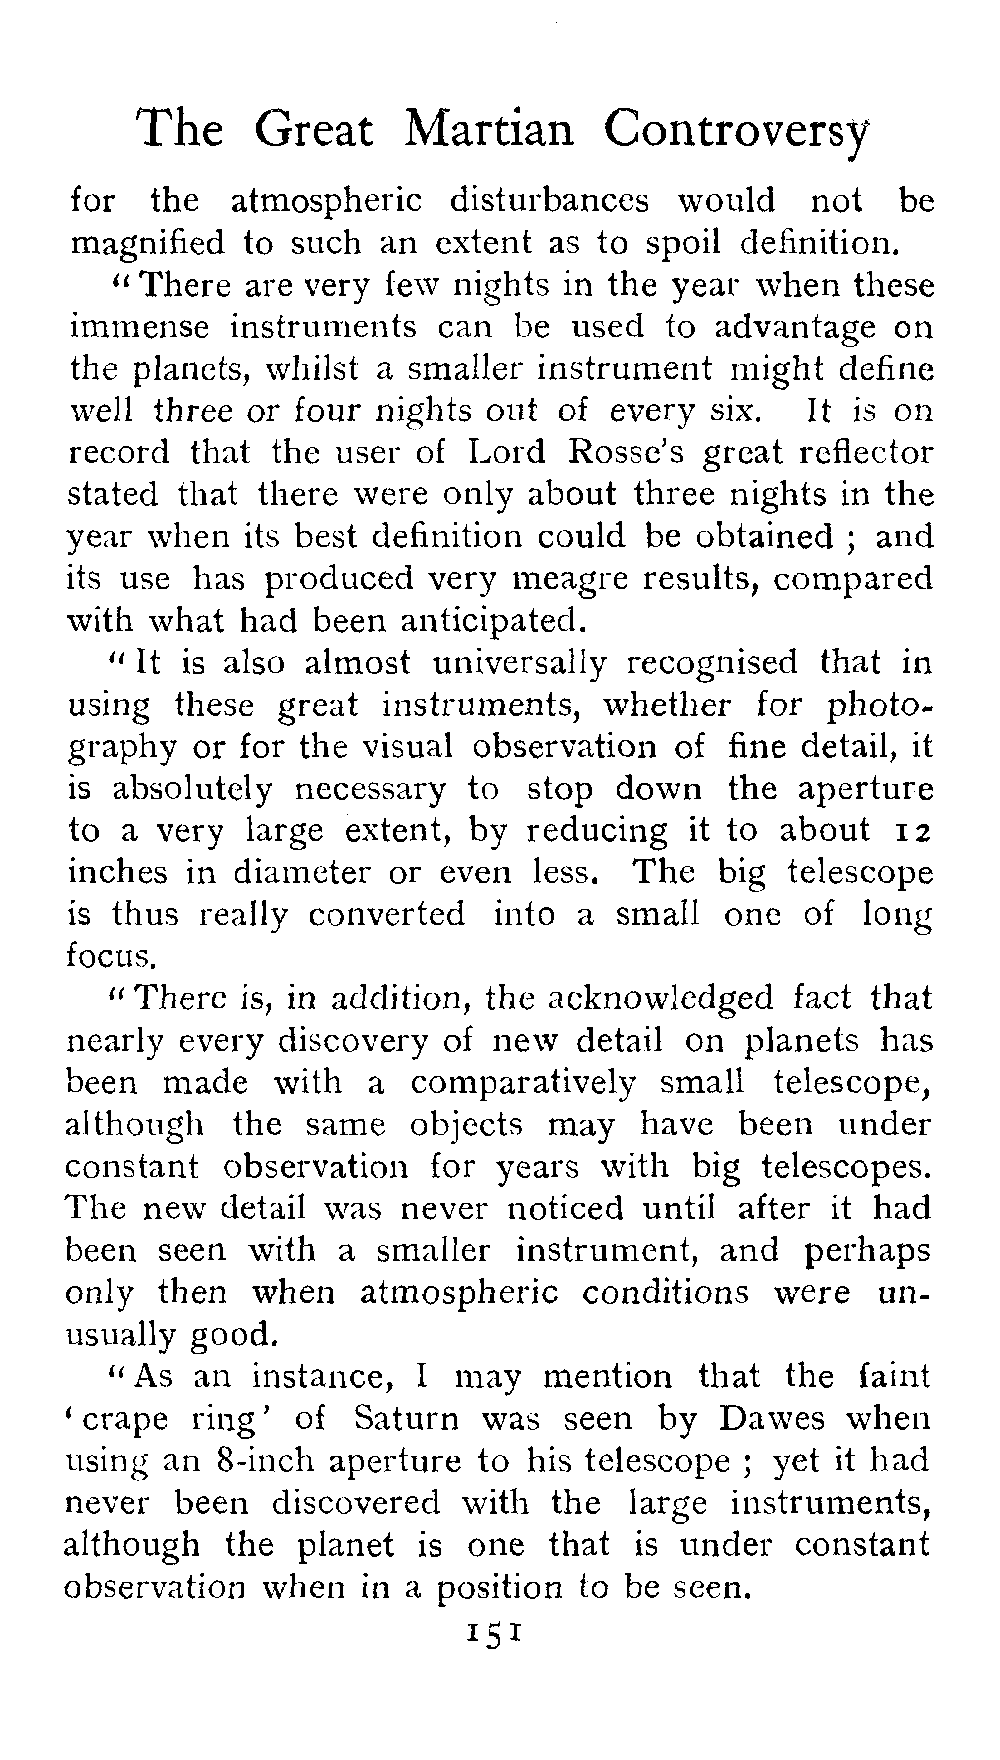 The Great Martian Controversy
for the atmospheric disturbances would not be
magnified to such an extent as to spoil definition.
“ There are very few nights in the year when these
immense instruments can be used to advantage on
the planets, whilst a smaller instrument might define
well three or four nights out of every six. It is on
record that the user of Lord Rosse's great reflector
stated that there were only about three nights in the
year when its best definition could be obtained ; and
its use has produced very meagre results, compared
with what had been anticipated.
“ It is also almost universally recognised that in
using these great instruments, whether for photo-
graphy or for the visual observation of fine detail, it
is absolutely necessary to stop down the aperture
to a very large extent, by reducing it to about 12
inches in diameter or even less. The big telescope
is thus really converted into a small one of long
focus.
“ There is, in addition, the acknowledged fact that
nearly every discovery of new detail on planets has
been made with a comparatively small telescope,
although the same objects may have been under
constant observation for years with big telescopes.
The new detail was never noticed until after it had
been seen with a smaller instrument, and perhaps
only then when atmospheric conditions were un-
usually good.
“ As an instance, I may mention that the faint
‘ crape ring ’ of Saturn was seen by Dawes when
using an 8-inch aperture to his telescope ; yet it had
never been discovered with the large instruments,
although the planet is one that is under constant
observation when in a position to be seen.
151